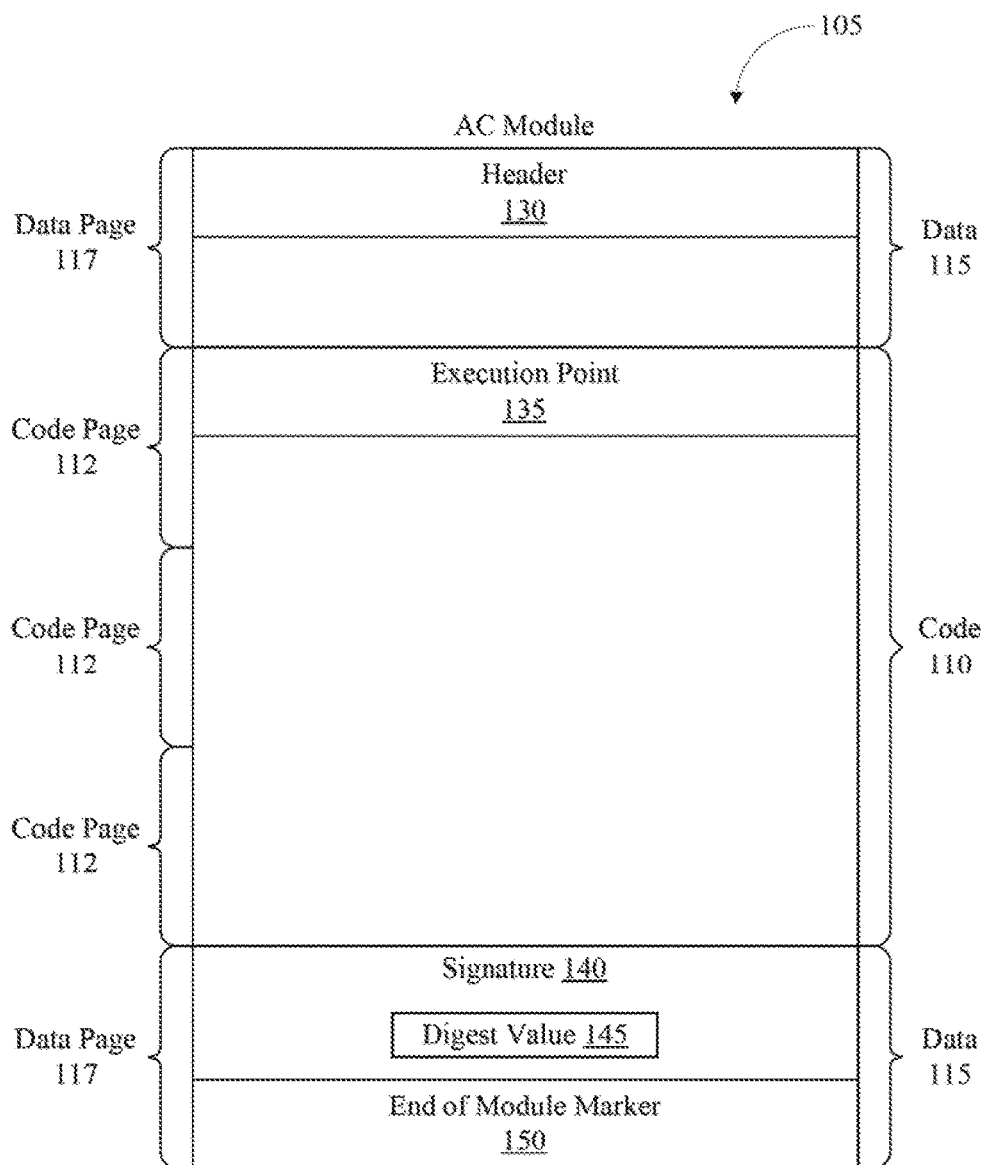 105
AC Module
Header
130
Data Page
117
Data
115
Execution Point
135
Code Page
112
Code Page
112
Code
110
Code Page
112
Signature 140
Digest Value 145
Data Page
117
Data
115
End of Module Marker
150